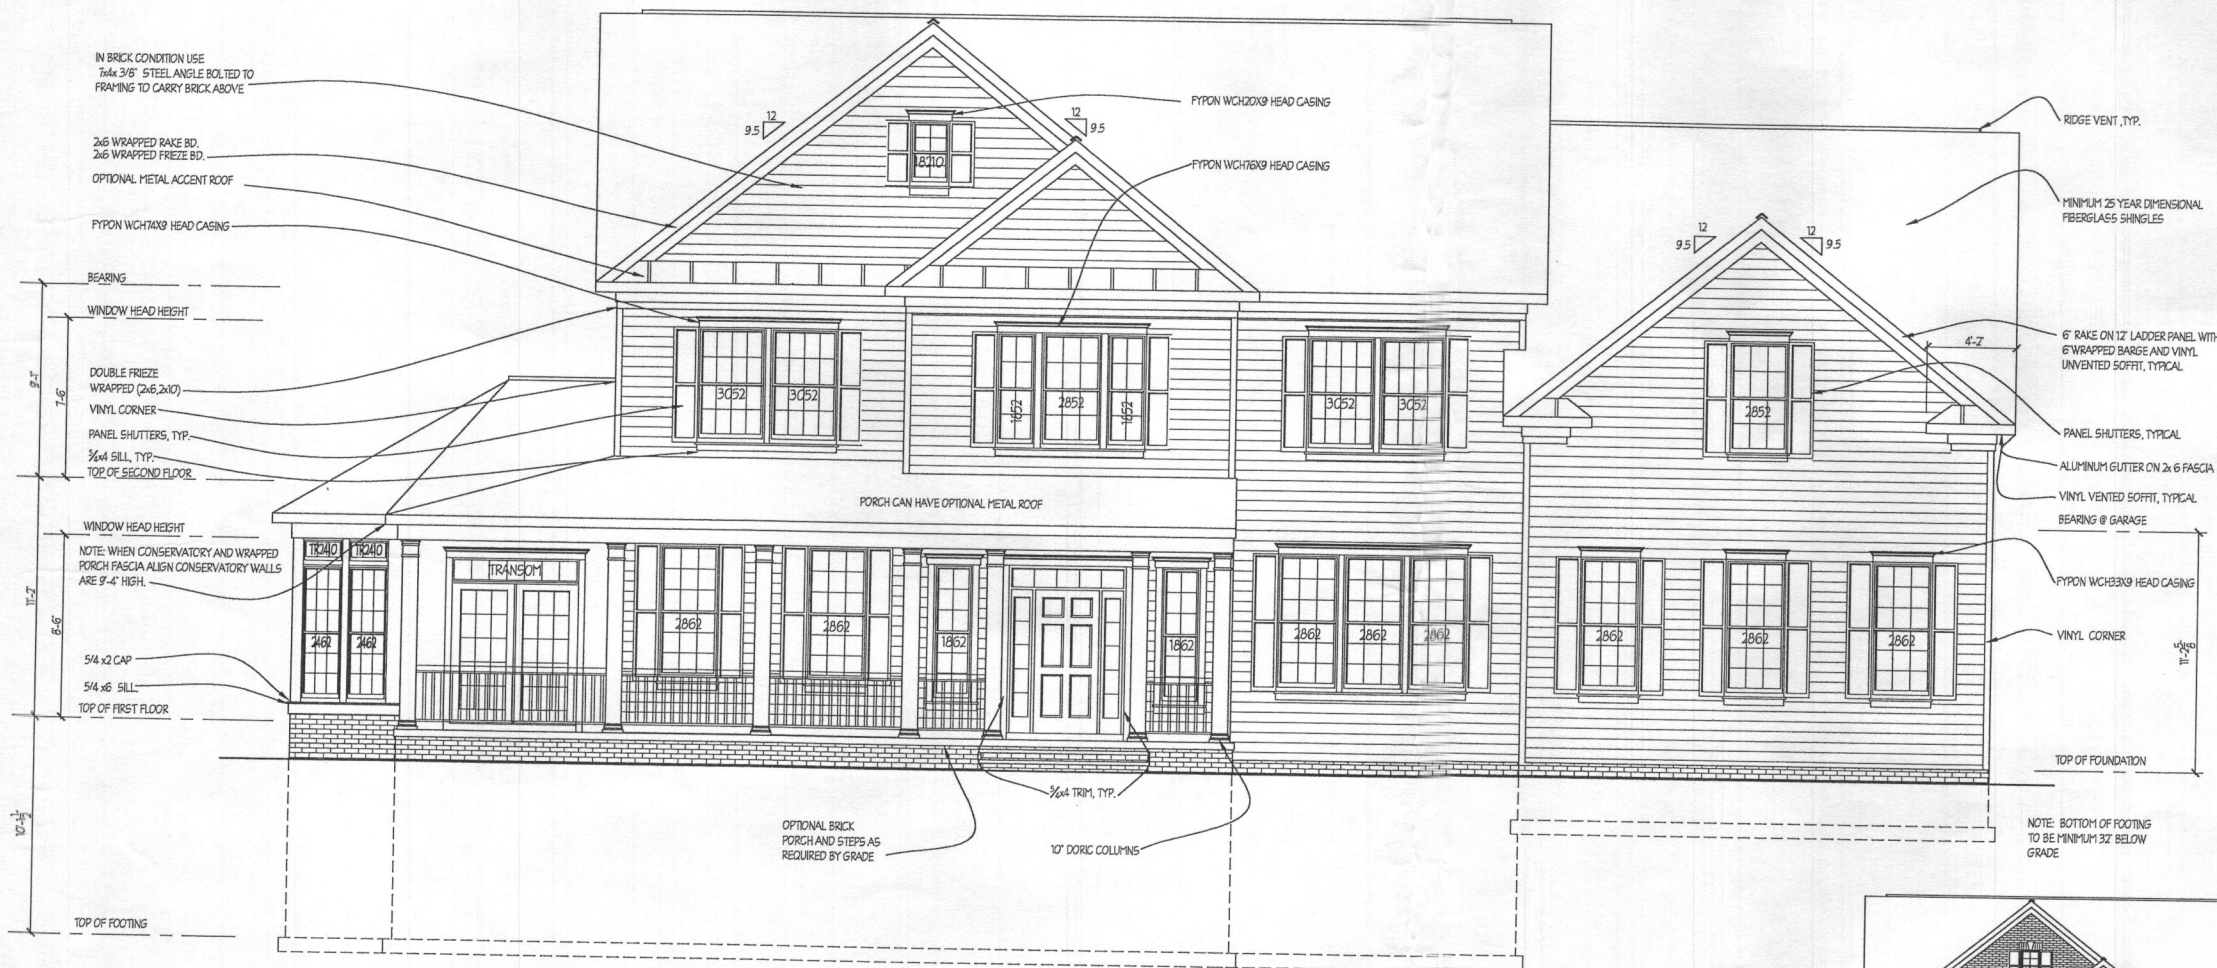 IN BRICK CONDITION USE
7x4x 3/8" STEEL ANGLE BOLTED TO
FRAMING TO CARRY BRICK ABOVE
2x6 WRAPPED RAKE BD.
2x6 WRAPPED FRIEZE BD.
OPTIONAL METAL ACCENT ROOF
FYPON WCH74X9 HEAD CASING
BEARING
WINDOW HEAD HEIGHT
9'-1"
7'-6"
DOUBLE FRIEZE
WRAPPED (2x6,2x10)
VINYL CORNER
PANEL SHUTTERS, TYP.
5/4x4 SILL, TYP.
TOP OF SECOND FLOOR
WINDOW HEAD HEIGHT
NOTE: WHEN CONSERVATORY AND WRAPPED
PORCH FASCIA ALIGN CONSERVATORY WALLS
ARE 9'-4" HIGH.
11'-2"
8'-6"
5/4 x2 CAP
5/4 x6 SILL
TOP OF FIRST FLOOR
10'-1 1/2"
TOP OF FOOTING
12
9.5
12
9.5
FYPON WCH20X9 HEAD CASING
FYPON WCH76X9 HEAD CASING
18210
3052
3052
1852
2852
1852
3052
3052
2852
PORCH CAN HAVE OPTIONAL METAL ROOF
TR2410
TR2410
TRANSOM
2462
2462
2862
2862
1862
1862
2862
2862
2862
2862
2862
2862
5/4x4 TRIM, TYP.
OPTIONAL BRICK
PORCH AND STEPS AS
REQUIRED BY GRADE
10" DORIC COLUMNS
12
9.5
12
9.5
RIDGE VENT ,TYP.
MINIMUM 25 YEAR DIMENSIONAL
FIBERGLASS SHINGLES
4'-2"
6" RAKE ON 12" LADDER PANEL WITH
6"WRAPPED BARGE AND VINYL
UNVENTED SOFFIT, TYPICAL
PANEL SHUTTERS, TYPICAL
ALUMINUM GUTTER ON 2x 6 FASCIA
VINYL VENTED SOFFIT, TYPICAL
BEARING @ GARAGE
FYPON WCH33X9 HEAD CASING
VINYL CORNER
11'-2 5/8"
TOP OF FOUNDATION
NOTE: BOTTOM OF FOOTING
TO BE MINIMUM 32" BELOW
GRADE